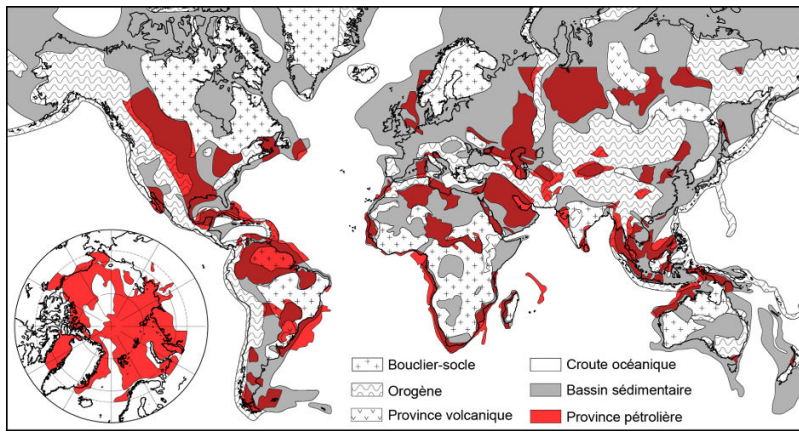 Bouclier-socle
Orogène
Province volcanique
Croute océanique
Bassin sédimentaire
Province pétrolière